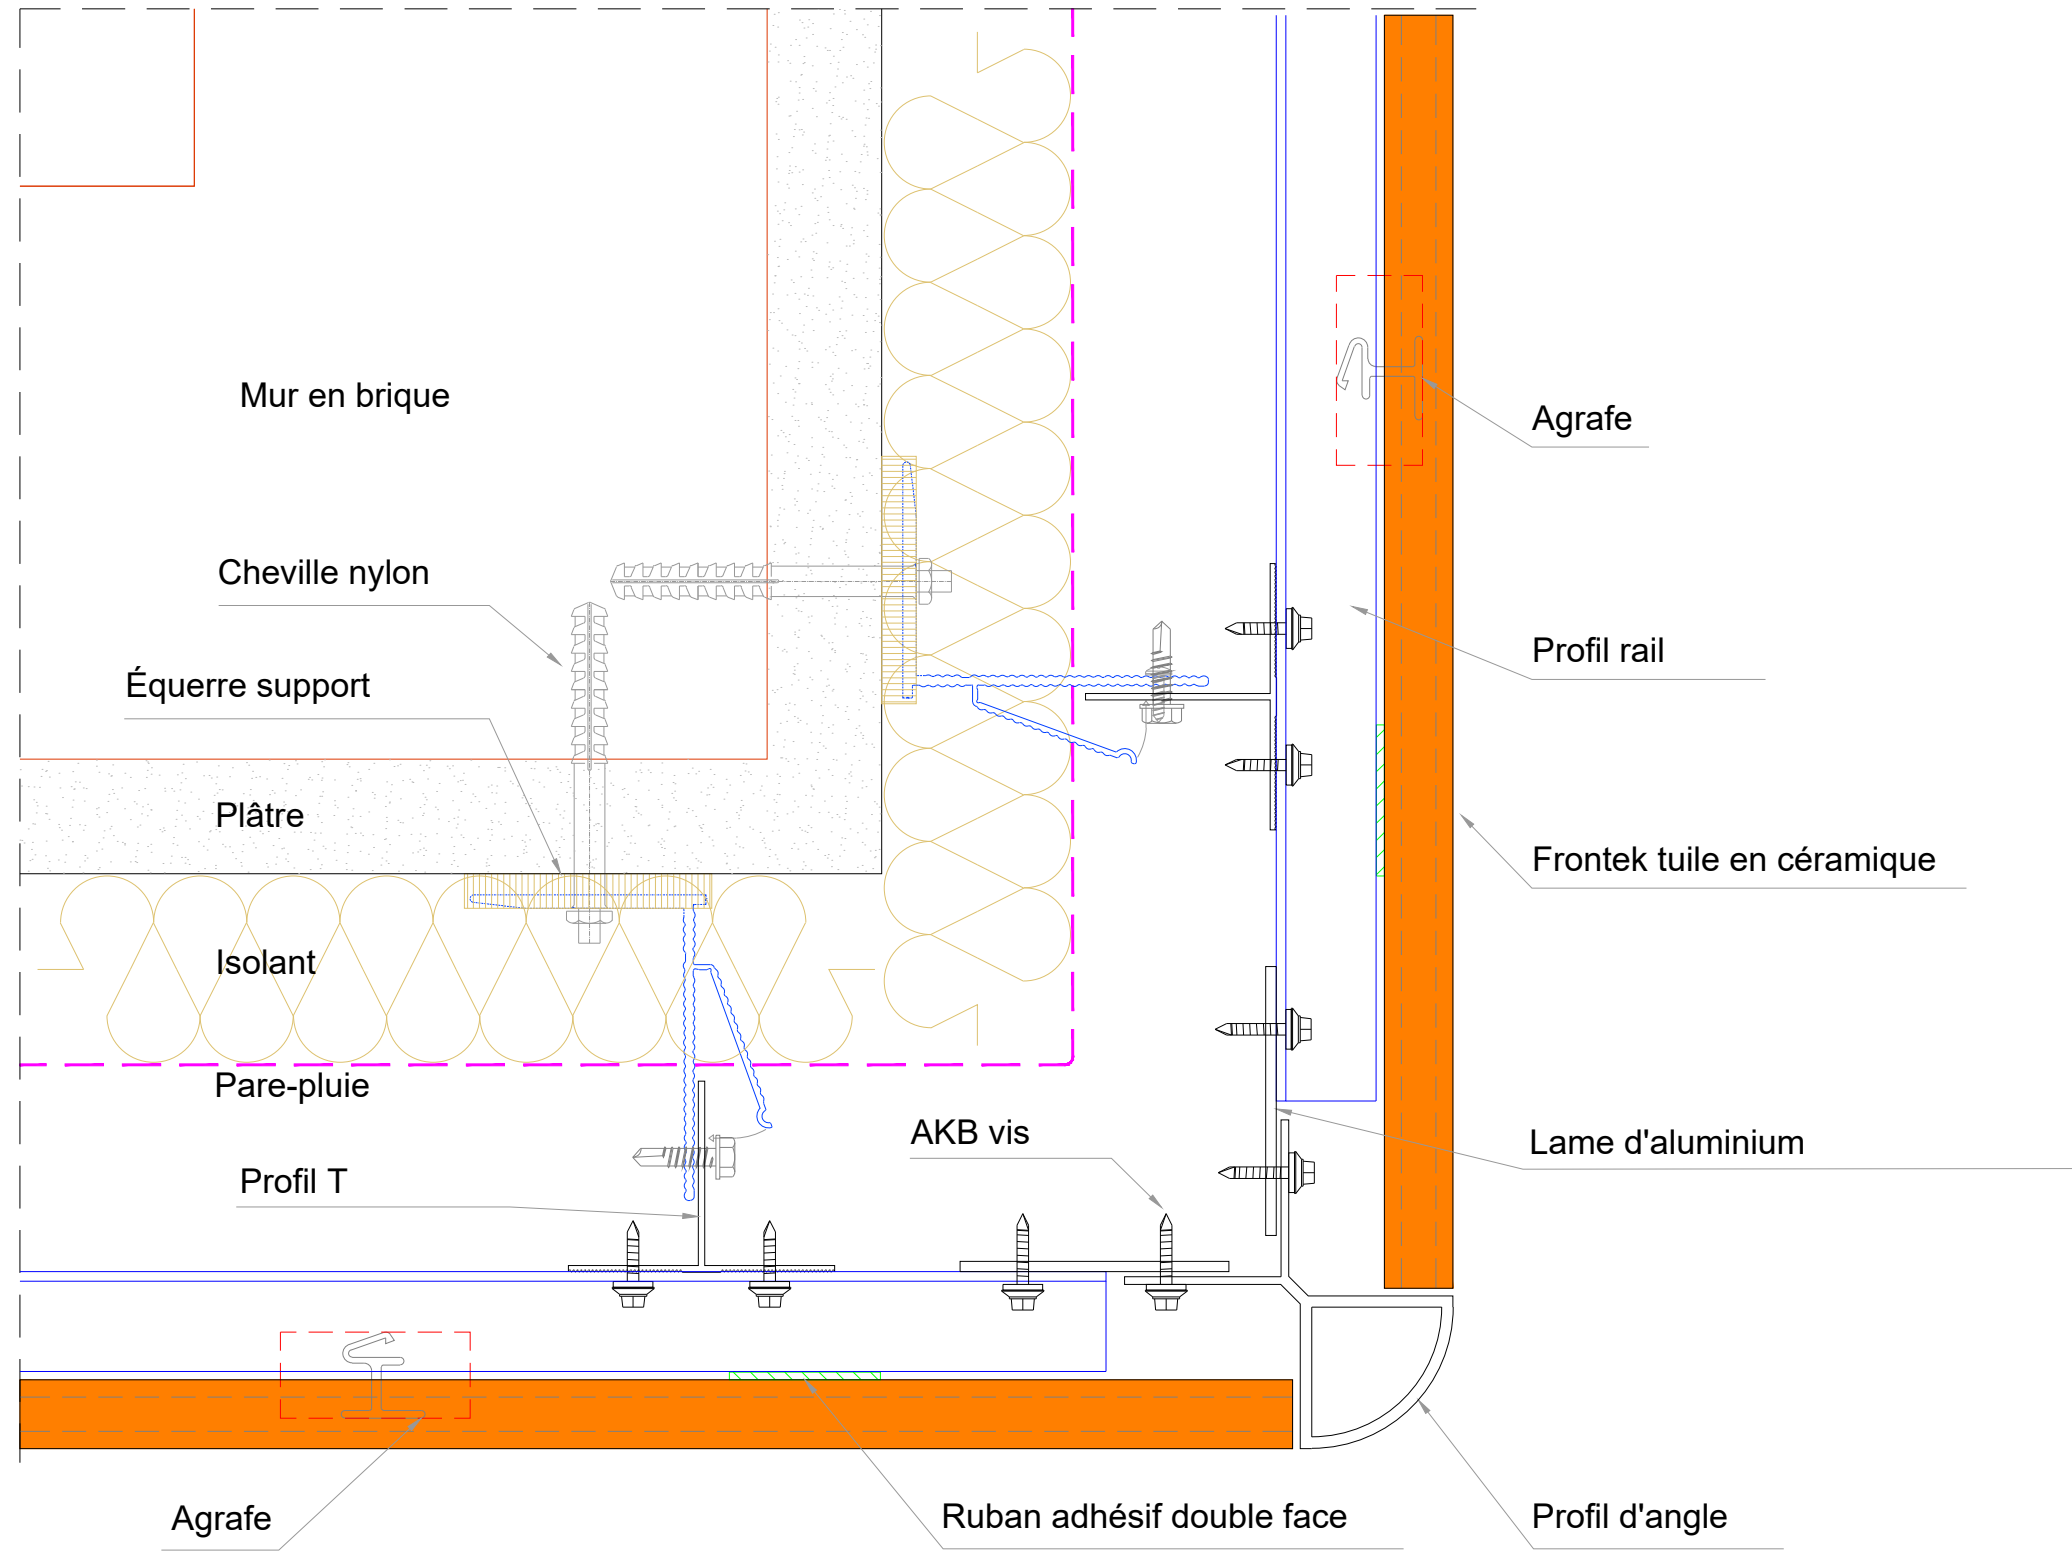 Mur en brique
Agrafe
Cheville nylon
Profil rail
Équerre support
Plâtre
Frontek tuile en céramique
Isolant
Pare-pluie
AKB vis
Lame d'aluminium
Profil T
Agrafe
Ruban adhésif double face
Profil d'angle